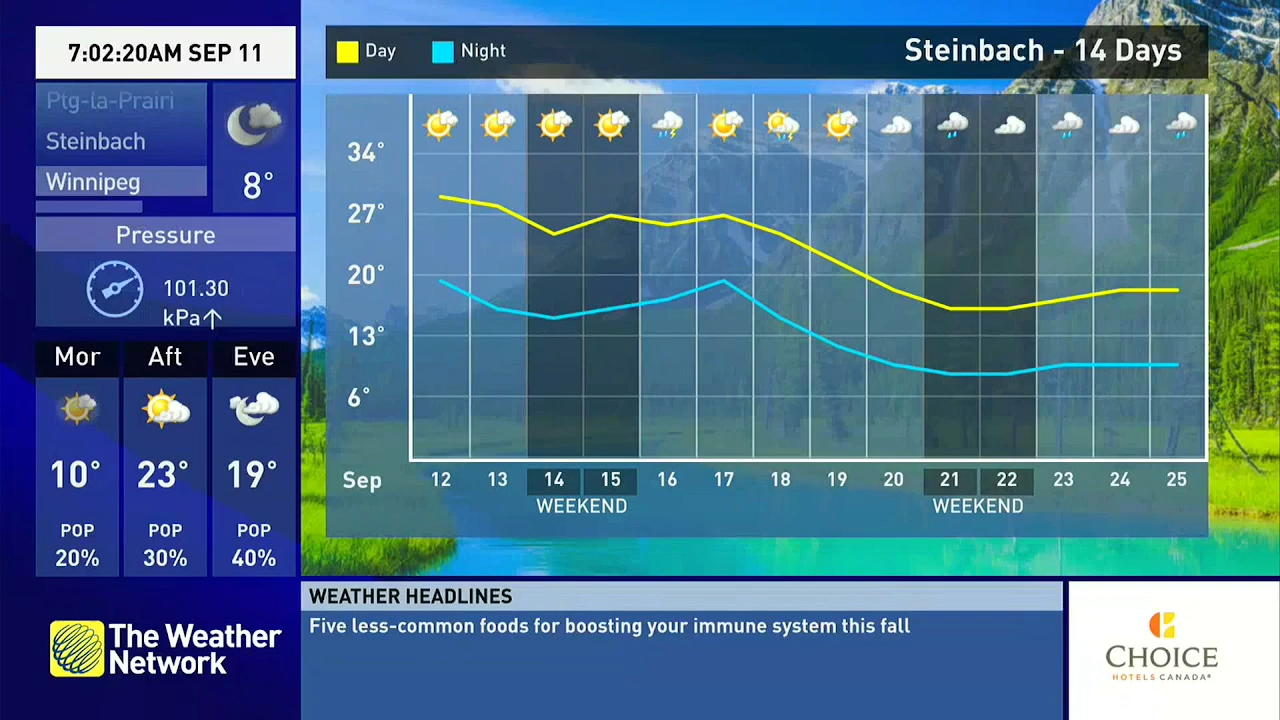 7:02:20AM SEP 11
Ptg-la-Prairi
Steinbach
Winnipeg
8°
Pressure
101.30
kPa↑
Mor Aft Eve
10° 23° 19°
POP POP POP
20% 30% 40%
The Weather
Network
Day Night Steinbach - 14 Days
34°
27°
20°
13°
6°
Sep 12 13 14 15 16 17 18 19 20 21 22 23 24 25
WEEKEND WEEKEND
WEATHER HEADLINES
Five less-common foods for boosting your immune system this fall
CHOICE
HOTELS CANADA®